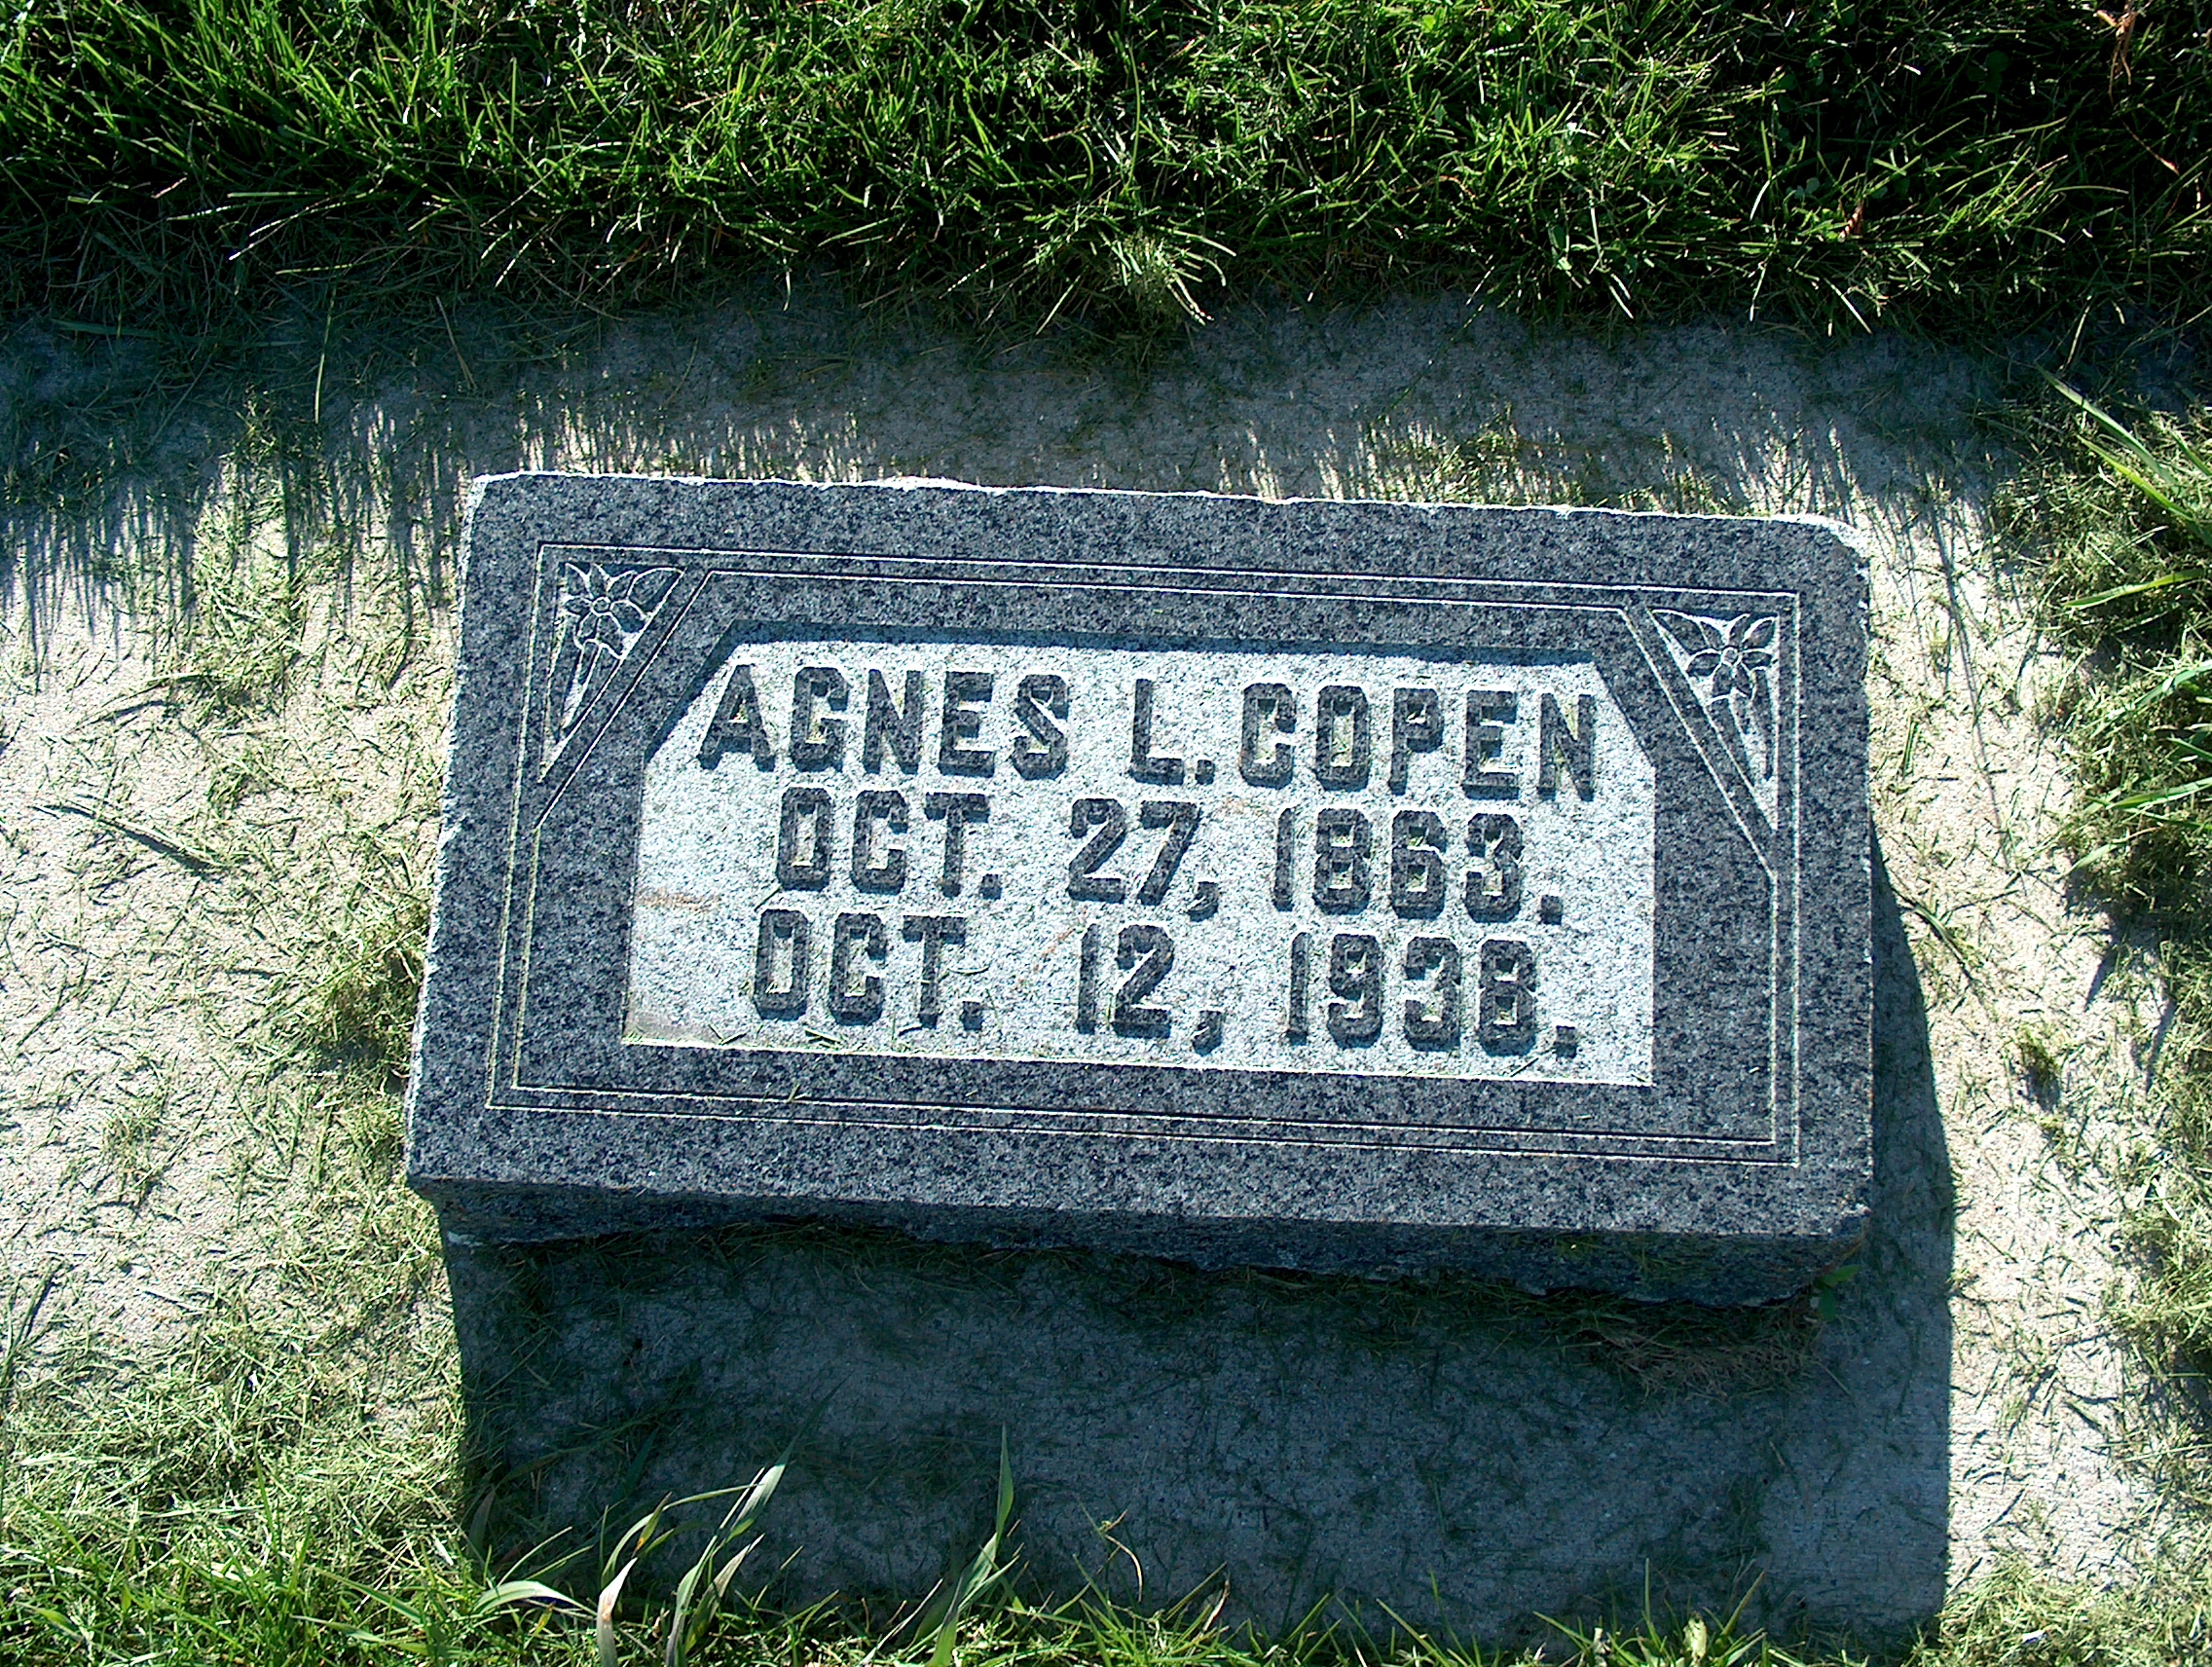 AGNES L. COPEN
OCT. 27, 1863.
OCT. 12, 1938.